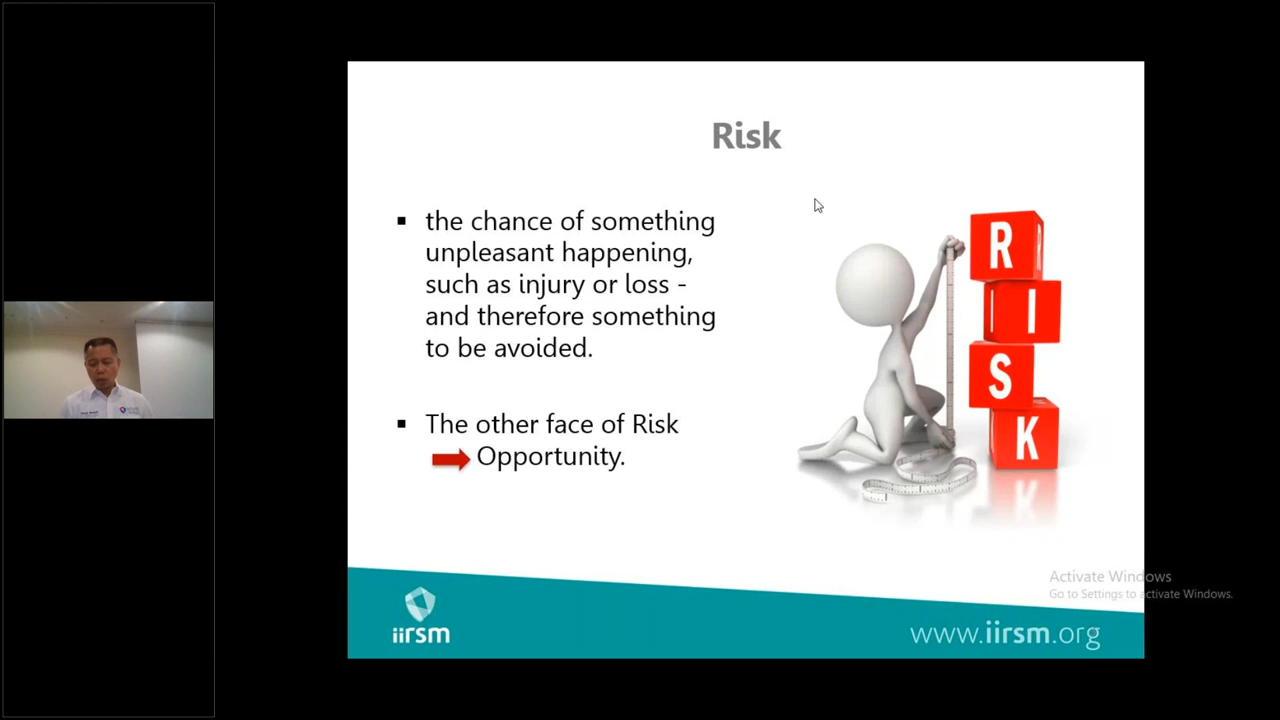 Risk
▪ the chance of something
unpleasant happening,
such as injury or loss -
and therefore something
to be avoided.
▪ The other face of Risk
Opportunity.
R
I
S
K
Activate Windows
Go to Settings to activate Windows.
iirsm
www.iirsm.org